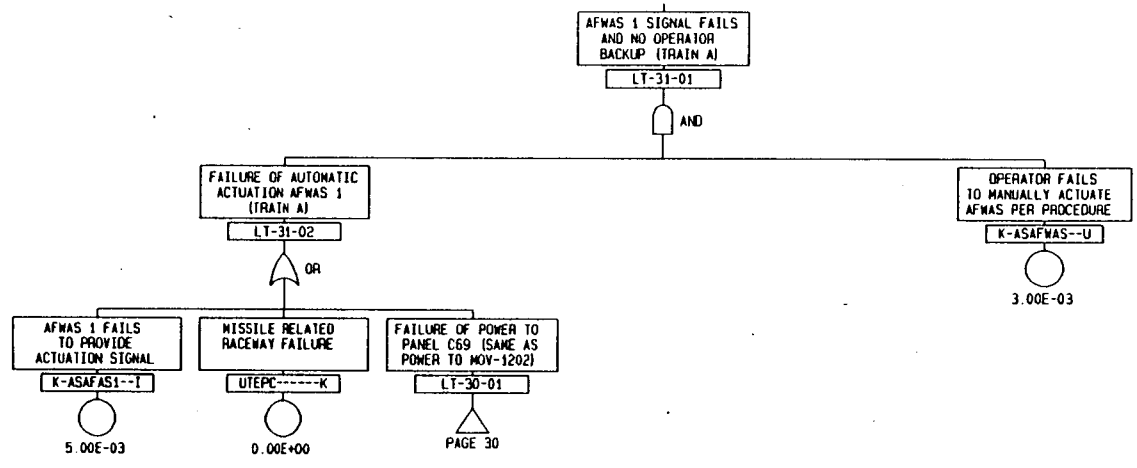 AFWAS 1 SIGNAL FAILS
AND NO OPERATOR
BACKUP (TRAIN A)
LT-31-01
AND
FAILURE OF AUTOMATIC
ACTUATION AFWAS 1
(TRAIN A)
LT-31-02
OR
OPERATOR FAILS
TO MANUALLY ACTUATE
AFWAS PER PROCEDURE
K-ASAFWAS--U
3.00E-03
AFWAS 1 FAILS
TO PROVIDE
ACTUATION SIGNAL
K-ASAFAS1--I
5.00E-03
MISSILE RELATED
RACEWAY FAILURE
UTEPC------K
0.00E+00
FAILURE OF POWER TO
PANEL C69 (SAME AS
POWER TO MOV-1202)
LT-30-01
PAGE 30